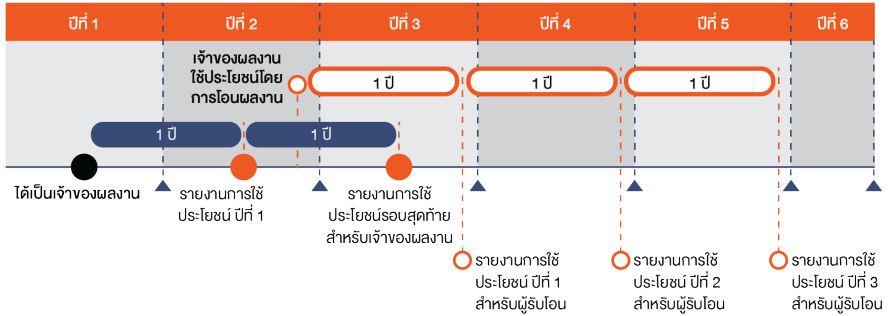 ปีที่ 1
ปีที่ 2
ปีที่ 3
ปีที่ 4
ปีที่ 5
ปีที่ 6
เจ้าของผลงาน
ใช้ประโยชน์โดย
การโอนผลงาน
1 ปี
1 ปี
1 ปี
1 ปี
1 ปี
ได้เป็นเจ้าของผลงาน
รายงานการใช้
ประโยชน์ ปีที่ 1
รายงานการใช้
ประโยชน์รอบสุดท้าย
สำหรับเจ้าของผลงาน
รายงานการใช้
ประโยชน์ ปีที่ 1
สำหรับผู้รับโอน
รายงานการใช้
ประโยชน์ ปีที่ 2
สำหรับผู้รับโอน
รายงานการใช้
ประโยชน์ ปีที่ 3
สำหรับผู้รับโอน